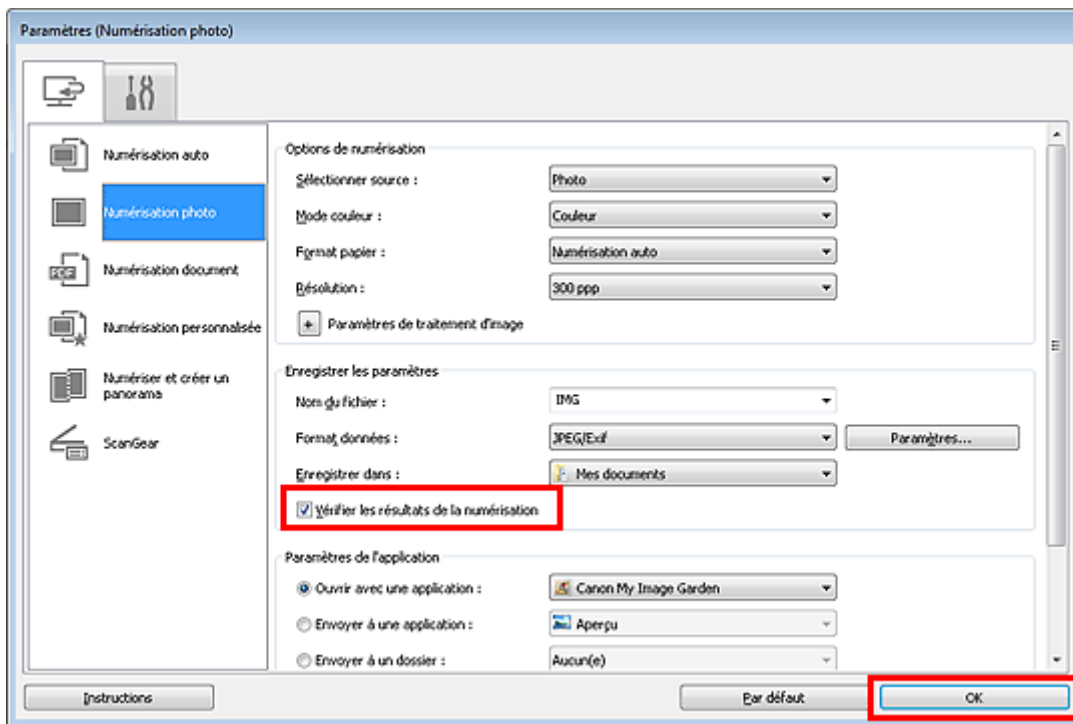 Paramètres (Numérisation photo)
Numérisation auto
Numérisation photo
PDF
Numérisation document
Numérisation personnalisée
Numériser et créer un
panorama
ScanGear
Options de numérisation
Sélectionner source : Photo
Mode couleur : Couleur
Format papier : Numérisation auto
Résolution : 300 ppp
+ Paramètres de traitement d'image
Enregistrer les paramètres
Nom du fichier : IMG
Format données : JPEG/Exif Paramètres...
Enregistrer dans : Mes documents
Vérifier les résultats de la numérisation
Paramètres de l'application
Ouvrir avec une application : Canon My Image Garden
Envoyer à une application : Aperçu
Envoyer à un dossier : Aucun(e)
Instructions Par défaut OK